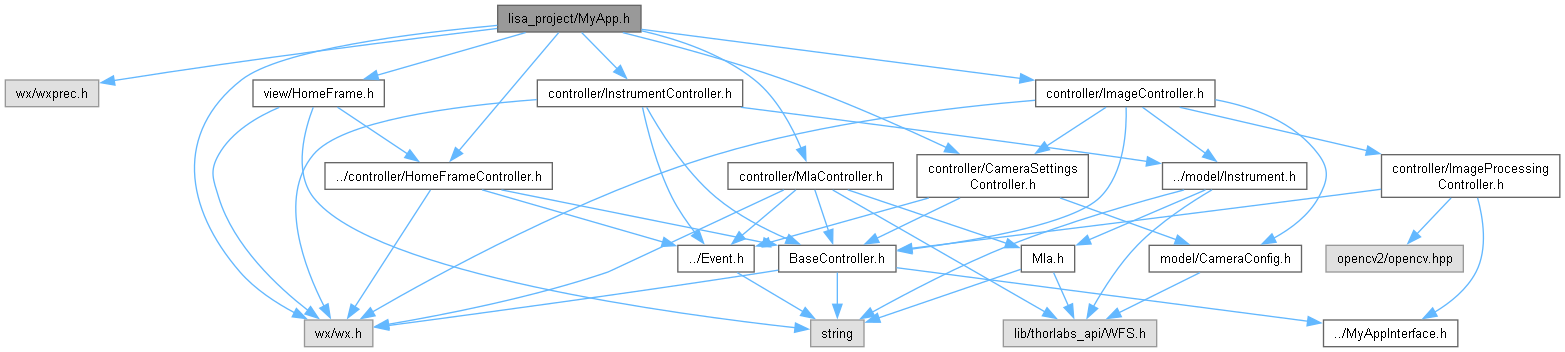 lisa_project/MyApp.h
wx/wxprec.h
view/HomeFrame.h
controller/InstrumentController.h
controller/ImageController.h
../controller/HomeFrameController.h
controller/MlaController.h
controller/CameraSettings
Controller.h
../model/Instrument.h
controller/ImageProcessing
Controller.h
../Event.h
BaseController.h
Mla.h
model/CameraConfig.h
opencv2/opencv.hpp
wx/wx.h
string
lib/thorlabs_api/WFS.h
../MyAppInterface.h